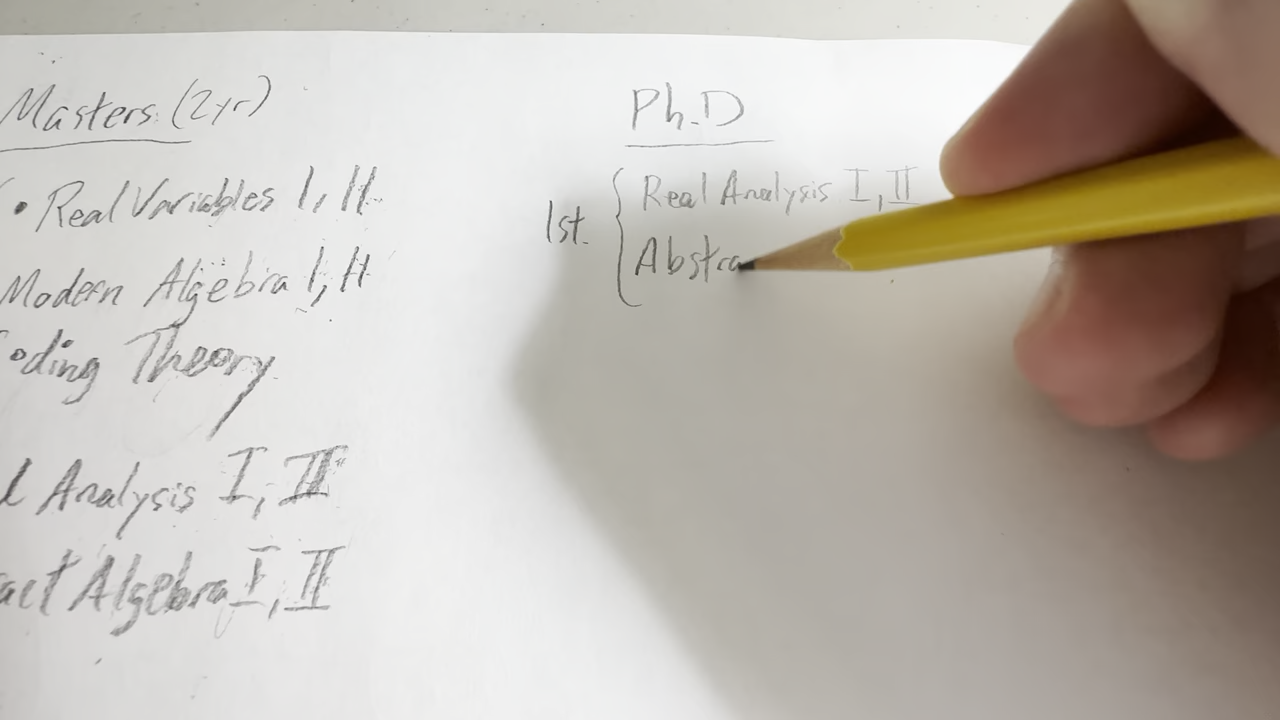 Masters: (2yr)
• Real Variables I, II
Modern Algebra I, II
oding Theory
l Analysis I, II
act Algebra I, II
Ph.D
1st. { Real Analysis I, II
Abstra